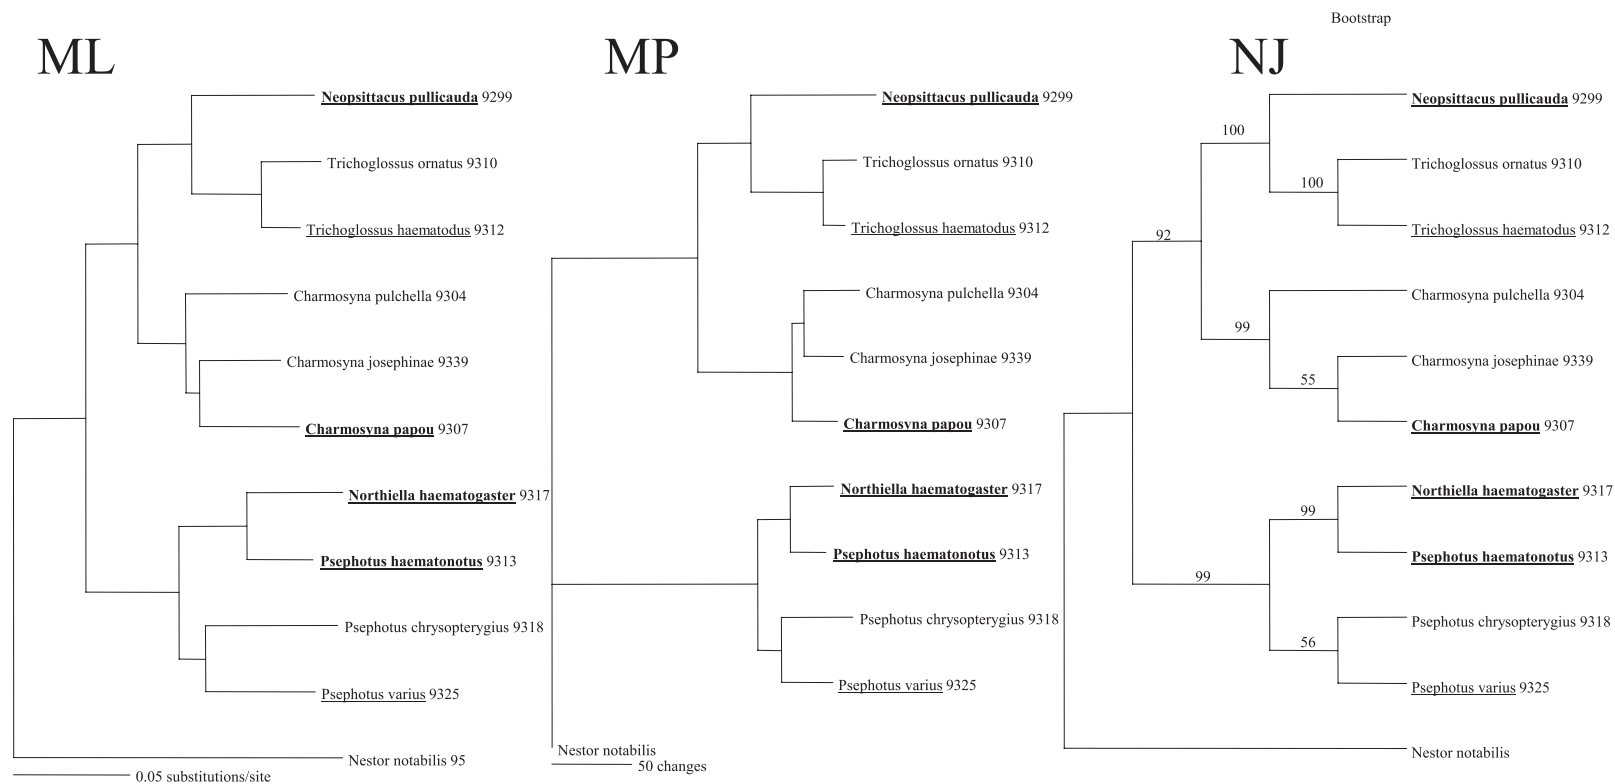 Bootstrap
ML
Neopsittacus pullicauda 9299
Trichoglossus ornatus 9310
Trichoglossus haematodus 9312
Charmosyna pulchella 9304
Charmosyna josephinae 9339
Charmosyna papou 9307
Northiella haematogaster 9317
Psephotus haematonotus 9313
Psephotus chrysopterygius 9318
Psephotus varius 9325
Nestor notabilis 95
0.05 substitutions/site
MP
Neopsittacus pullicauda 9299
Trichoglossus ornatus 9310
Trichoglossus haematodus 9312
Charmosyna pulchella 9304
Charmosyna josephinae 9339
Charmosyna papou 9307
Northiella haematogaster 9317
Psephotus haematonotus 9313
Psephotus chrysopterygius 9318
Psephotus varius 9325
Nestor notabilis
50 changes
NJ
Neopsittacus pullicauda 9299
100
Trichoglossus ornatus 9310
100
Trichoglossus haematodus 9312
92
Charmosyna pulchella 9304
99
Charmosyna josephinae 9339
55
Charmosyna papou 9307
Northiella haematogaster 9317
99
Psephotus haematonotus 9313
99
Psephotus chrysopterygius 9318
56
Psephotus varius 9325
Nestor notabilis